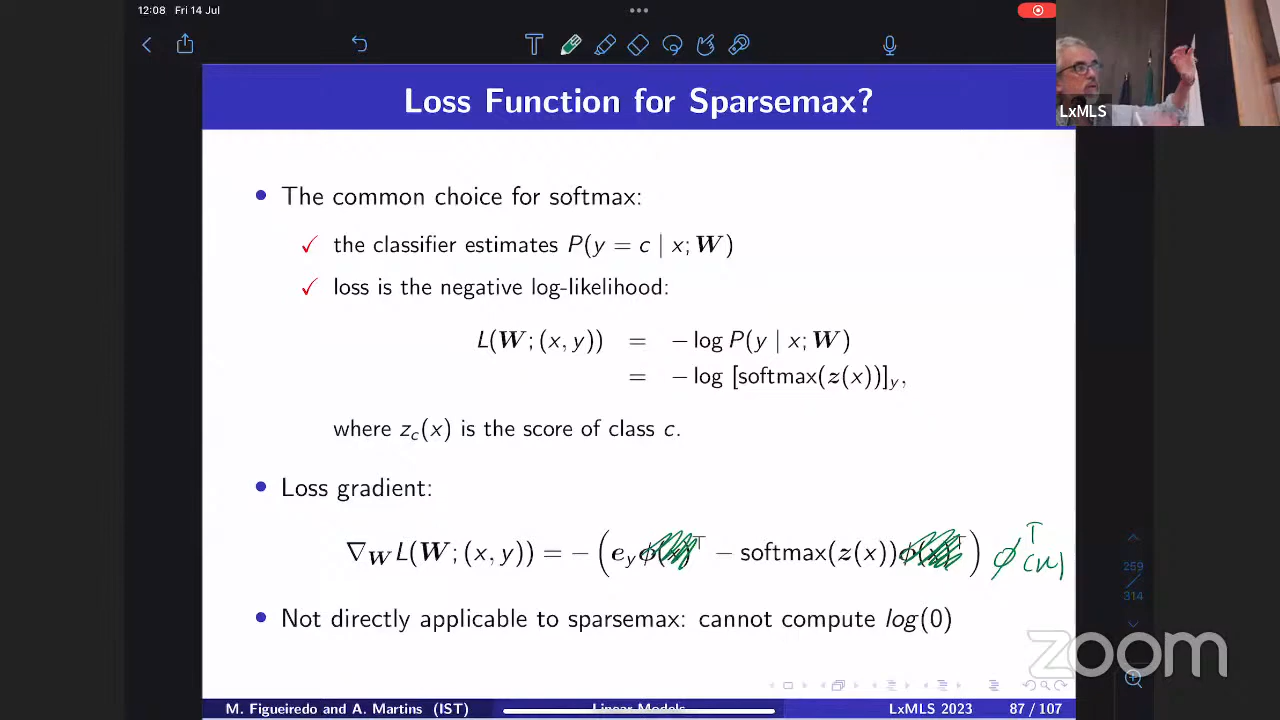 12:08 Fri 14 Jul
LxMLS
Loss Function for Sparsemax?
• The common choice for softmax:
✓ the classifier estimates P(y = c | x; W)
✓ loss is the negative log-likelihood:
L(W; (x, y)) = − log P(y | x; W)
= − log [softmax(z(x))]_y,
where z_c(x) is the score of class c.
• Loss gradient:
∇_W L(W; (x, y)) = − (e_y ϕ(x)^⊤ − softmax(z(x))ϕ(x)^⊤) ϕ^T(x)
• Not directly applicable to sparsemax: cannot compute log(0)
259
314
zoom
M. Figueiredo and A. Martins (IST) Linear Models LxMLS 2023 87 / 107